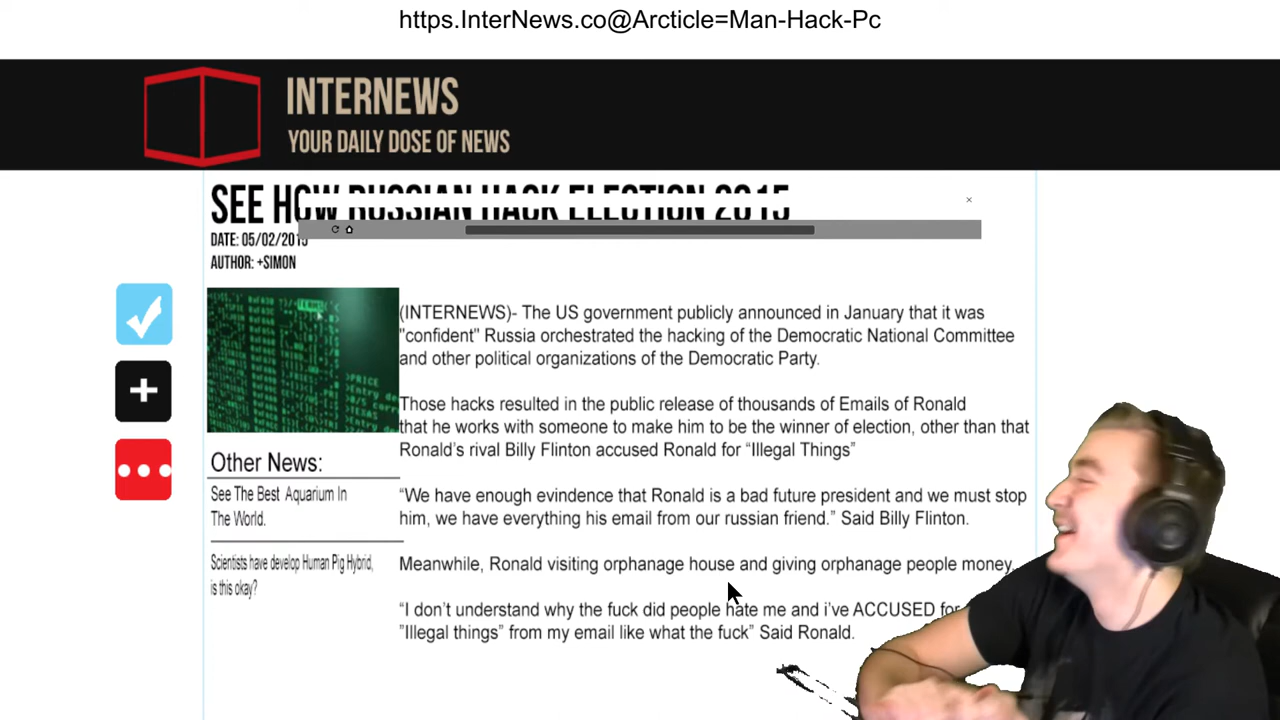 https.InterNews.co@Arcticle=Man-Hack-Pc
INTERNEWS
YOUR DAILY DOSE OF NEWS
SEE HOW RUSSIAN HACK ELECTION 2015
DATE: 05/02/2015
AUTHOR: +SIMON
(INTERNEWS)- The US government publicly announced in January that it was
"confident" Russia orchestrated the hacking of the Democratic National Committee
and other political organizations of the Democratic Party.
Those hacks resulted in the public release of thousands of Emails of Ronald
that he works with someone to make him to be the winner of election, other than that
Ronald's rival Billy Flinton accused Ronald for “Illegal Things”
“We have enough evindence that Ronald is a bad future president and we must stop
him, we have everything his email from our russian friend.” Said Billy Flinton.
Meanwhile, Ronald visiting orphanage house and giving orphanage people money.
“I don't understand why the fuck did people hate me and i've ACCUSED for
"Illegal things” from my email like what the fuck” Said Ronald.
Other News:
See The Best Aquarium In
The World.
Scientists have develop Human Pig Hybrid,
is this okay?